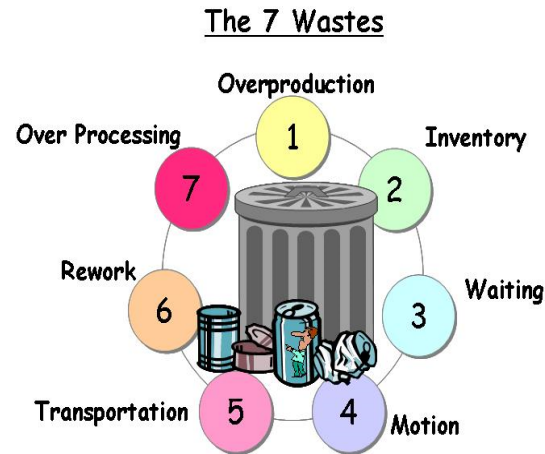 The 7 Wastes
Overproduction
1
Inventory
2
Waiting
3
Motion
4
Transportation
5
Rework
6
Over Processing
7